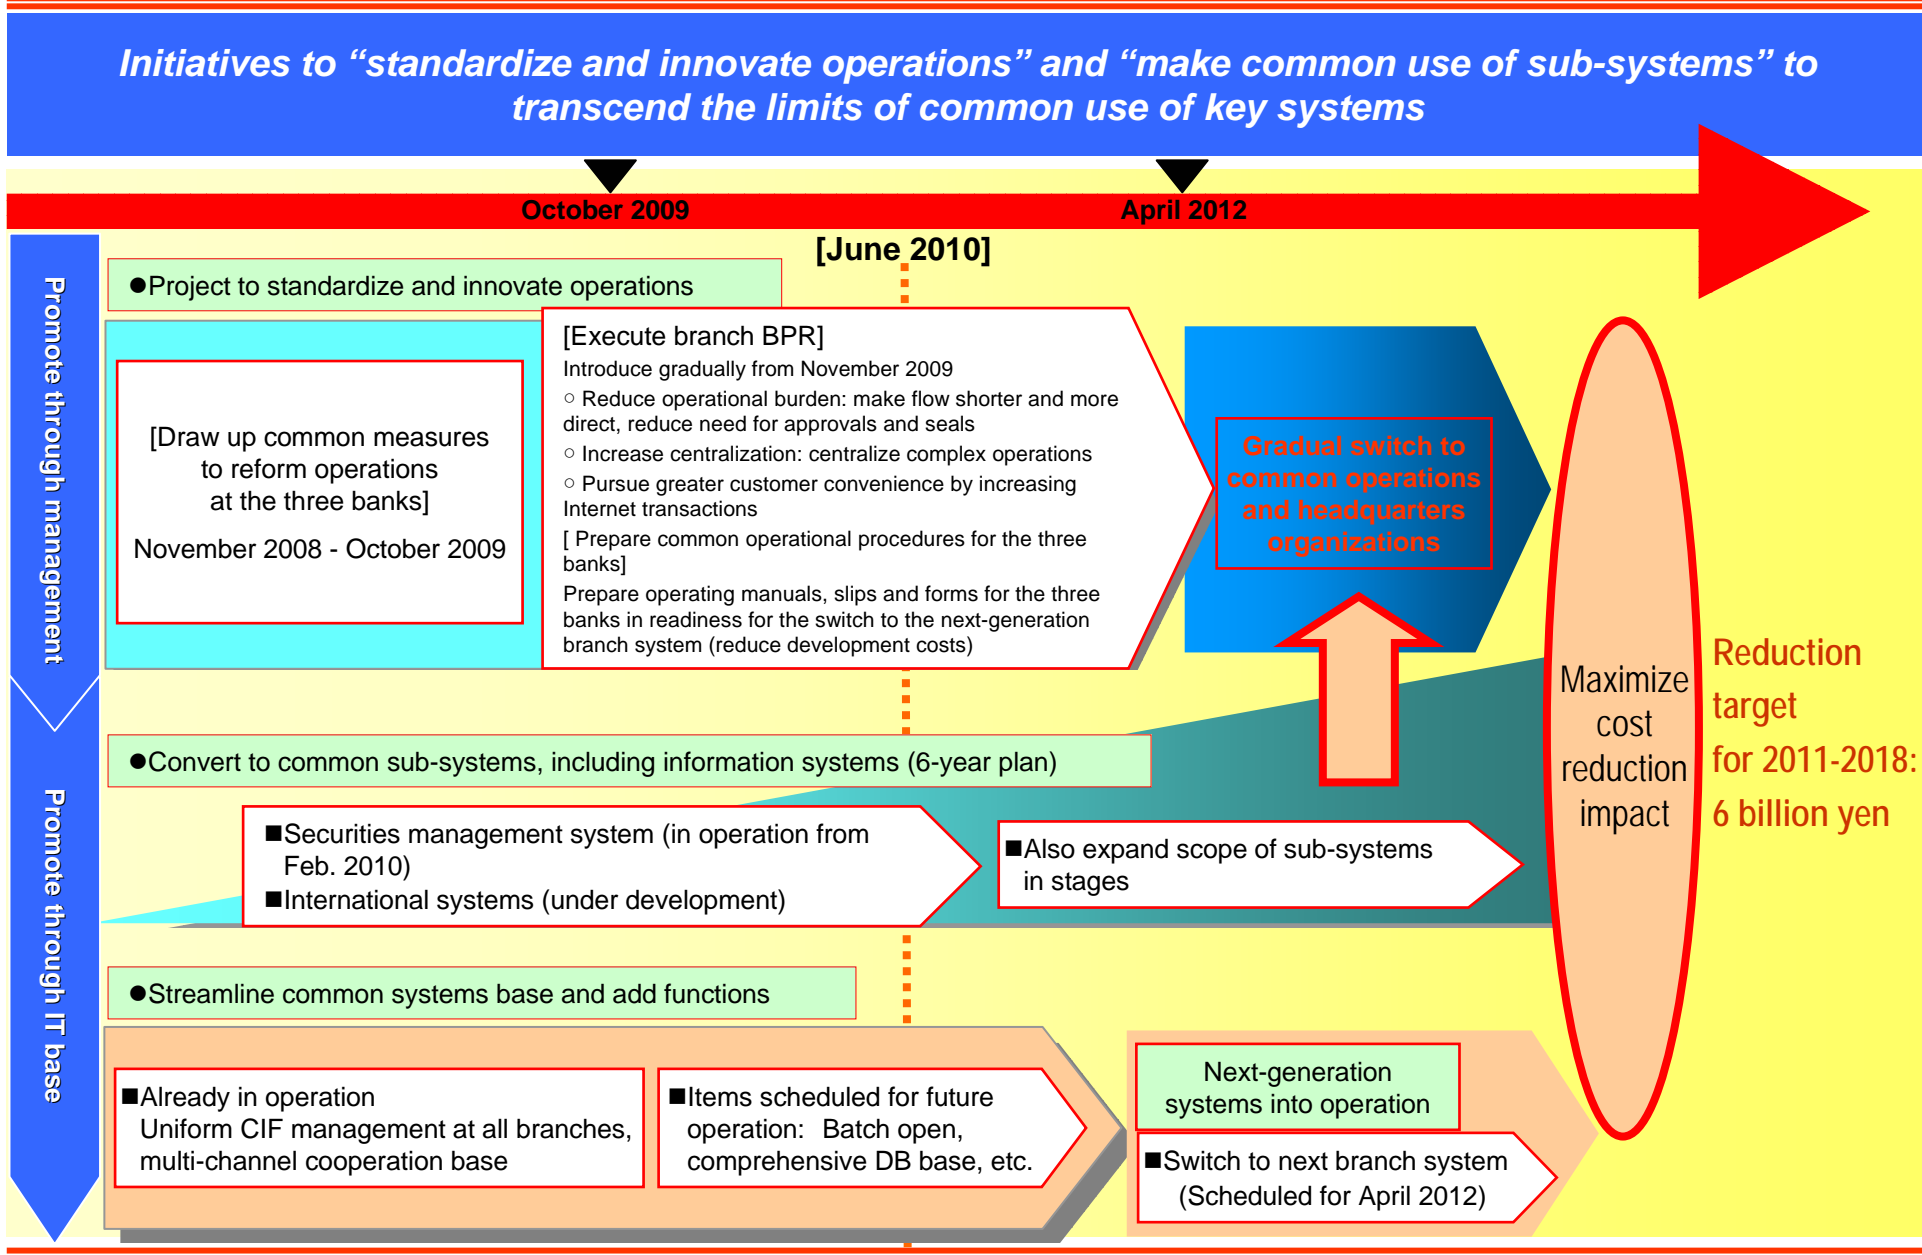 Initiatives to “standardize and innovate operations” and “make common use of sub-systems” to
transcend the limits of common use of key systems
October 2009
April 2012
[June 2010]
Promote through management
●Project to standardize and innovate operations
[Draw up common measures
to reform operations
at the three banks]
November 2008 - October 2009
[Execute branch BPR]
Introduce gradually from November 2009
○ Reduce operational burden: make flow shorter and more
direct, reduce need for approvals and seals
○ Increase centralization: centralize complex operations
○ Pursue greater customer convenience by increasing
Internet transactions
[ Prepare common operational procedures for the three
banks]
Prepare operating manuals, slips and forms for the three
banks in readiness for the switch to the next-generation
branch system (reduce development costs)
Gradual switch to
common operations
and headquarters
organizations
Maximize
cost
reduction
impact
Reduction
target
for 2011-2018:
6 billion yen
Promote through IT base
●Convert to common sub-systems, including information systems (6-year plan)
■Securities management system (in operation from
Feb. 2010)
■International systems (under development)
■Also expand scope of sub-systems
in stages
●Streamline common systems base and add functions
■Already in operation
Uniform CIF management at all branches,
multi-channel cooperation base
■Items scheduled for future
operation: Batch open,
comprehensive DB base, etc.
Next-generation
systems into operation
■Switch to next branch system
(Scheduled for April 2012)